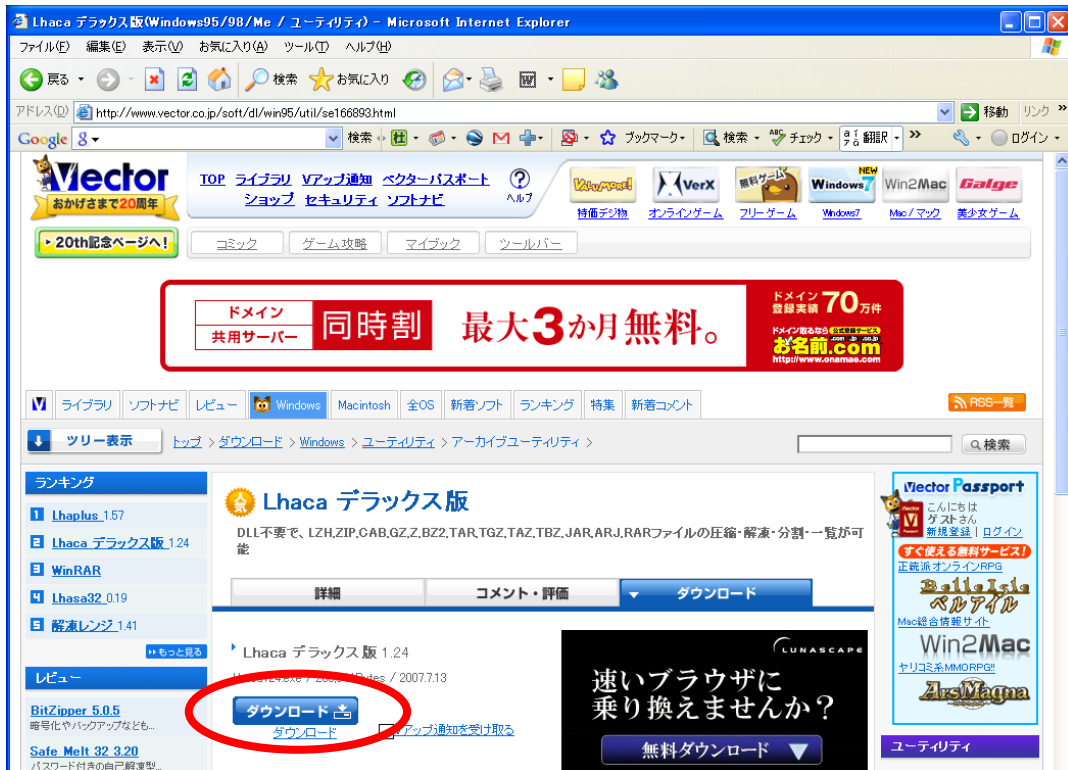 Lhaca デラックス版(Windows95/98/Me / ユーティリティ) - Microsoft Internet Explorer
ファイル(F) 編集(E) 表示(V) お気に入り(A) ツール(T) ヘルプ(H)
戻る 検索 お気に入り
アドレス(D) http://www.vector.co.jp/soft/dl/win95/util/se166893.html 移動 リンク »
Google 検索 ブックマーク チェック 翻訳 » ログイン
Vector
おかげさまで20周年
TOP ライブラリ Vアップ通知 ベクターパスポート
ショップ セキュリティ ソフトナビ
ヘルプ
特価デジ物
VerX
オンラインゲーム
無料ゲーム
フリーゲーム
NEW
Windows7
Windows7
Win2Mac
Mac / マック
Galge
美少女ゲーム
20th記念ページへ!
コミック ゲーム攻略 マイブック ツールバー
ドメイン
共用サーバー
同時割
最大3か月無料。
ドメイン登録実績 70万件
ドメイン取るなら 公式登録サービス
お名前.com
http://www.onamae.com
ライブラリ ソフトナビ レビュー Windows Macintosh 全OS 新着ソフト ランキング 特集 新着コメント RSS一覧
ツリー表示 トップ > ダウンロード > Windows > ユーティリティ > アーカイブユーティリティ > 検索
ランキング
1 Lhaplus 1.57
2 Lhaca デラックス版 1.24
3 WinRAR
4 Lhasa32 0.19
5 解凍レンジ 1.41
もっと見る
レビュー
BitZipper 5.0.5
暗号化やバックアップなども...
Safe Melt 32 3.20
パスワード付きの自己解凍型...
Lhaca デラックス版
DLL不要で、LZH,ZIP,CAB,GZ,Z,BZ2,TAR,TGZ,TAZ,TBZ,JAR,ARJ,RARファイルの圧縮・解凍・分割・一覧が可
能
詳細 コメント・評価 ダウンロード
Lhaca デラックス版 1.24
/ 2007.7.13
ダウンロード
ダウンロード
アップ通知を受け取る
LUNASCAPE
速いブラウザに
乗り換えませんか?
無料ダウンロード
Vector Passport
こんにちは
ゲストさん
新規登録 | ログイン
すぐ使える無料サービス!
正統派オンラインRPG
BelleIsle
ベルアイル
Mac総合情報サイト
Win2Mac
ヤリコミ系MMORPG!!
ArsMagna
ユーティリティ